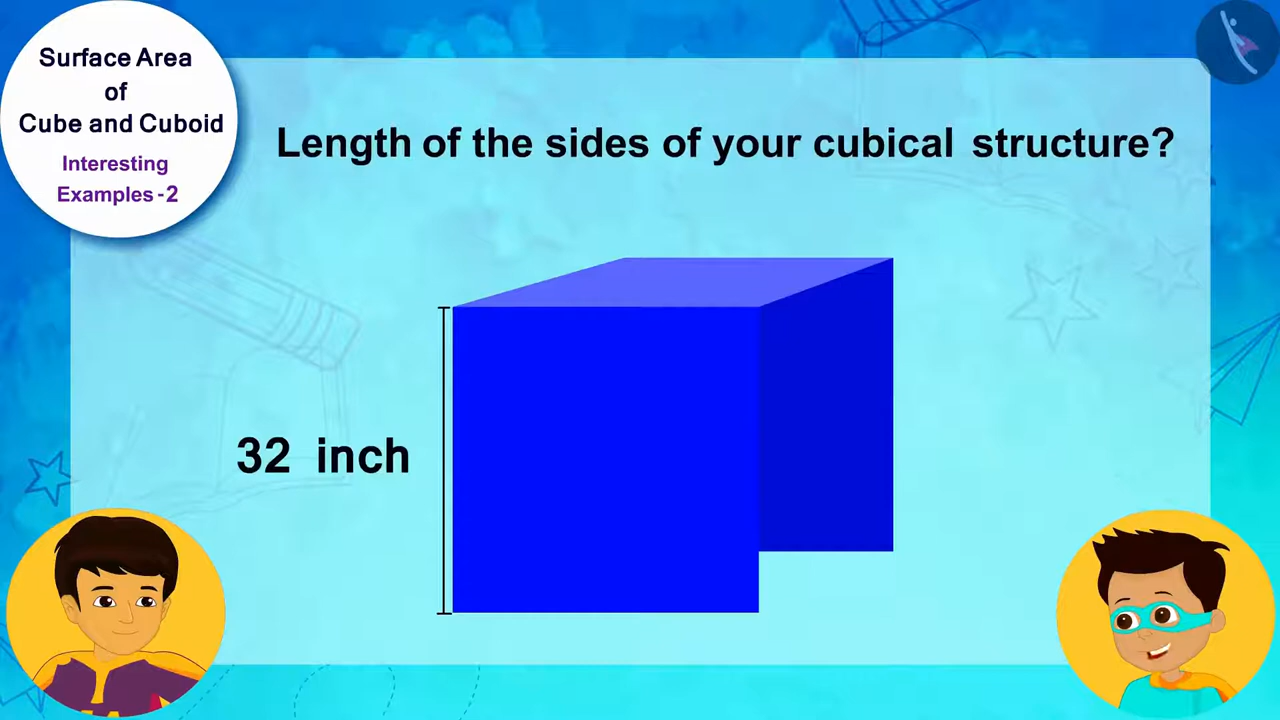 Surface Area
of
Cube and Cuboid
Interesting
Examples -2
Length of the sides of your cubical structure?
32 inch